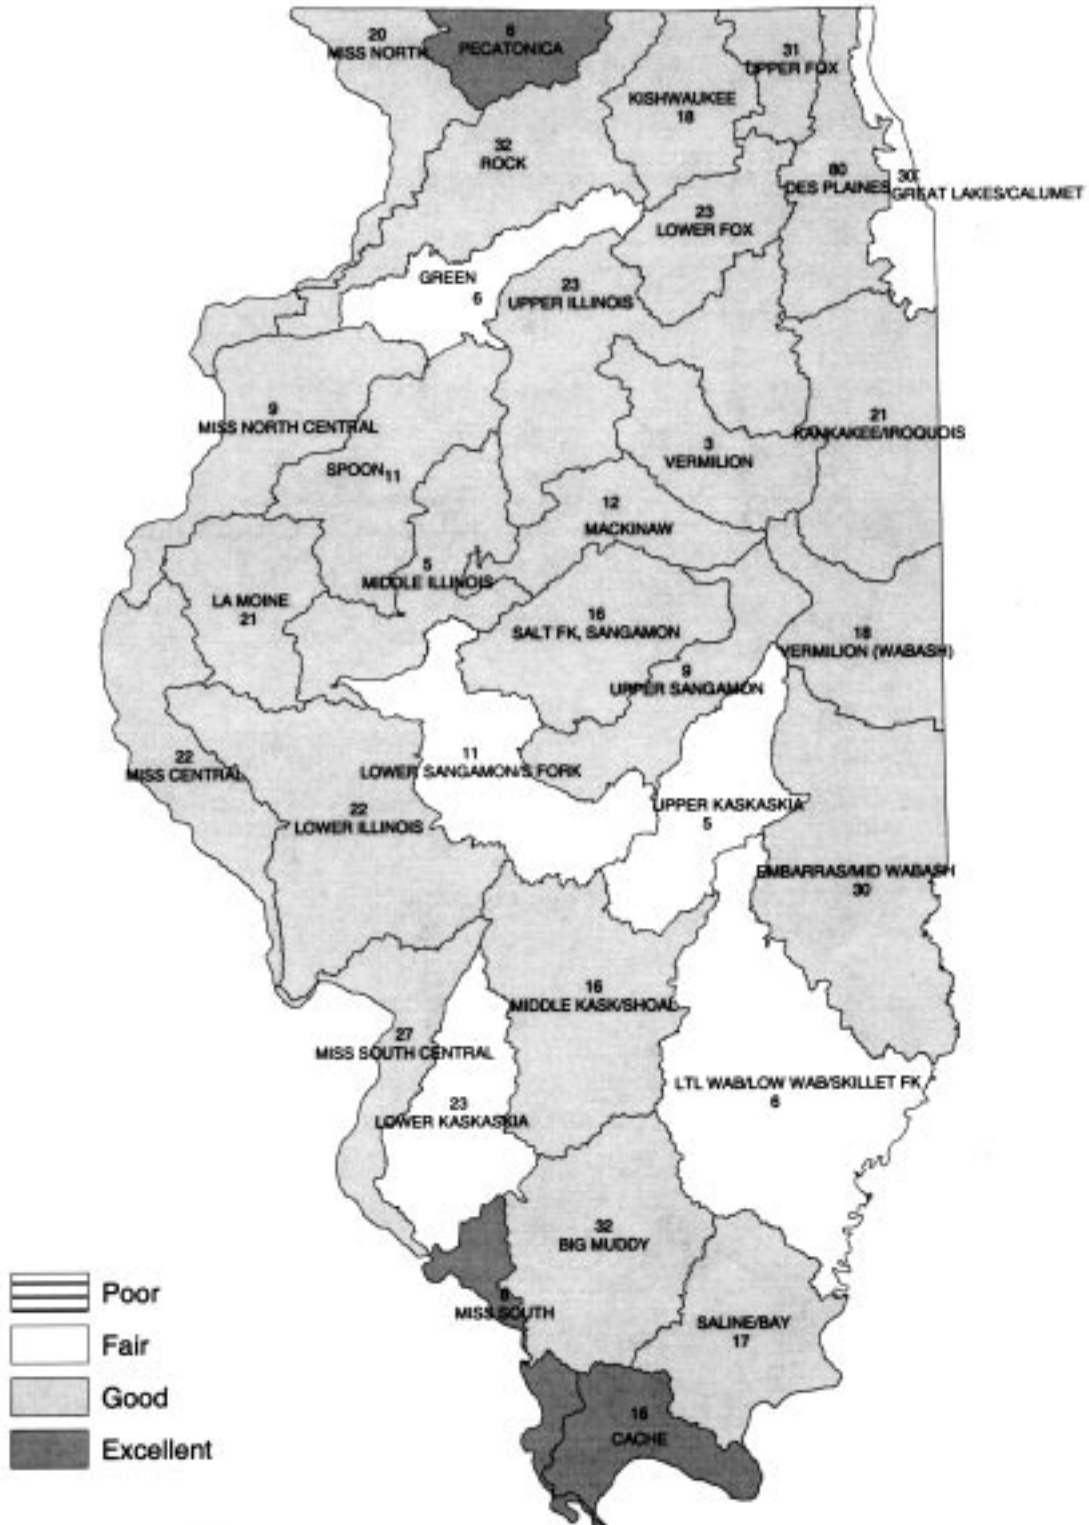 20
MISS NORTH
6
PECATONICA
31
UPPER FOX
KISHWAUKEE
18
32
ROCK
80
DES PLAINES
30
GREAT LAKES/CALUMET
23
LOWER FOX
GREEN
6
23
UPPER ILLINOIS
9
MISS NORTH CENTRAL
21
KANKAKEE/IROQUOIS
SPOON 11
3
VERMILION
12
MACKINAW
5
MIDDLE ILLINOIS
LA MOINE
21
16
SALT FK, SANGAMON
18
VERMILION (WABASH)
9
UPPER SANGAMON
22
MISS CENTRAL
11
LOWER SANGAMON/S FORK
22
LOWER ILLINOIS
UPPER KASKASKIA
5
EMBARRAS/MID WABASH
30
16
MIDDLE KASK/SHOAL
27
MISS SOUTH CENTRAL
LTL WAB/LOW WAB/SKILLET FK
6
23
LOWER KASKASKIA
32
BIG MUDDY
MISS SOUTH
SALINE/BAY
17
CACHE
Poor
Fair
Good
Excellent